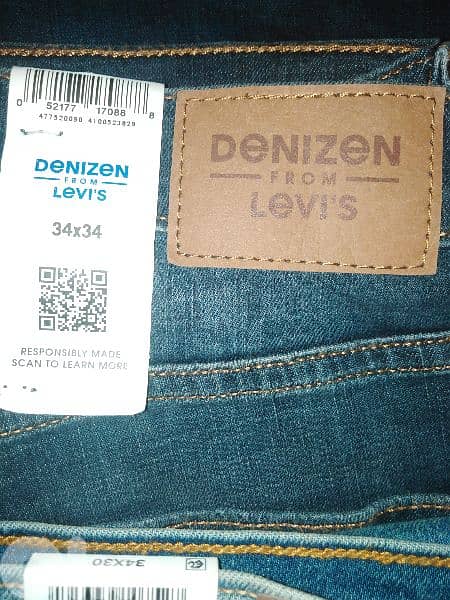 0 52177 17088 8
477520090 4100523829
DENIZEN
FROM
LEVI'S
34x34
RESPONSIBLY MADE
SCAN TO LEARN MORE
DENIZEN
FROM
LEVI'S
34X30